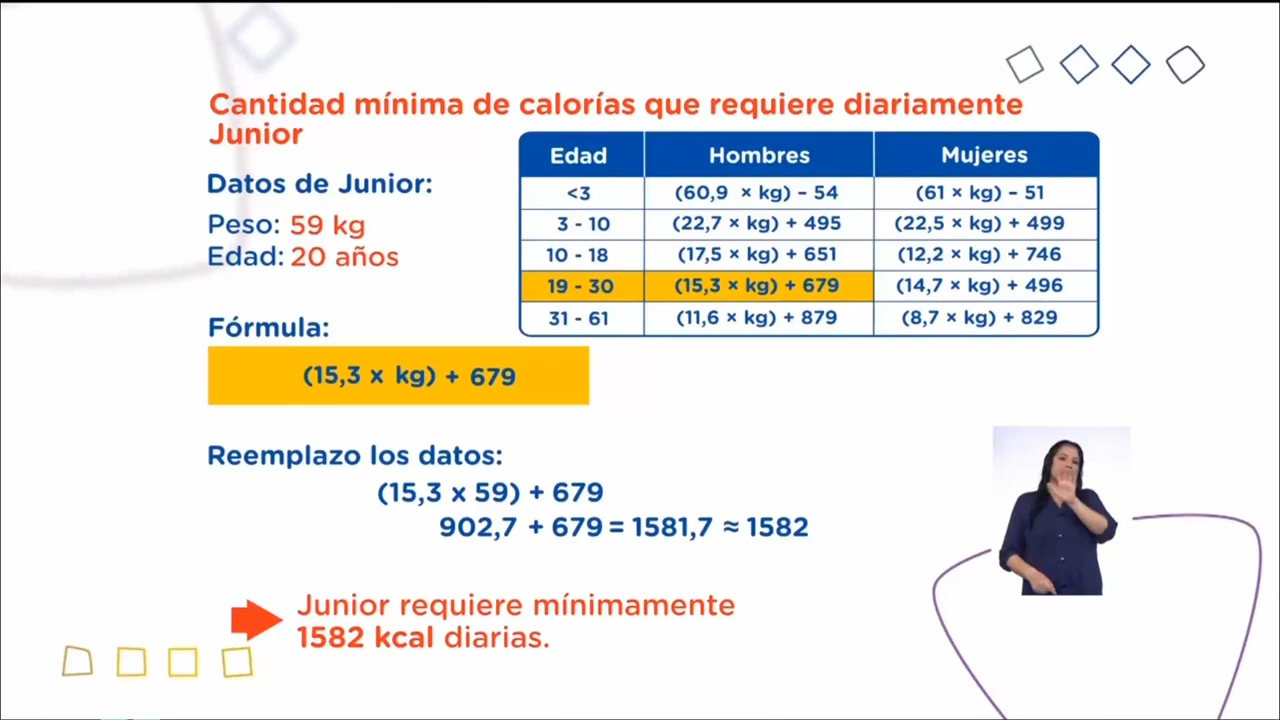 Cantidad mínima de calorías que requiere diariamente
Junior
Datos de Junior:
Peso: 59 kg
Edad: 20 años
Edad Hombres Mujeres
<3 (60,9 × kg) – 54 (61 × kg) – 51
3 - 10 (22,7 × kg) + 495 (22,5 × kg) + 499
10 - 18 (17,5 × kg) + 651 (12,2 × kg) + 746
19 - 30 (15,3 × kg) + 679 (14,7 × kg) + 496
31 - 61 (11,6 × kg) + 879 (8,7 × kg) + 829
Fórmula:
(15,3 x kg) + 679
Reemplazo los datos:
(15,3 x 59) + 679
902,7 + 679 = 1581,7 ≈ 1582
Junior requiere mínimamente
1582 kcal diarias.